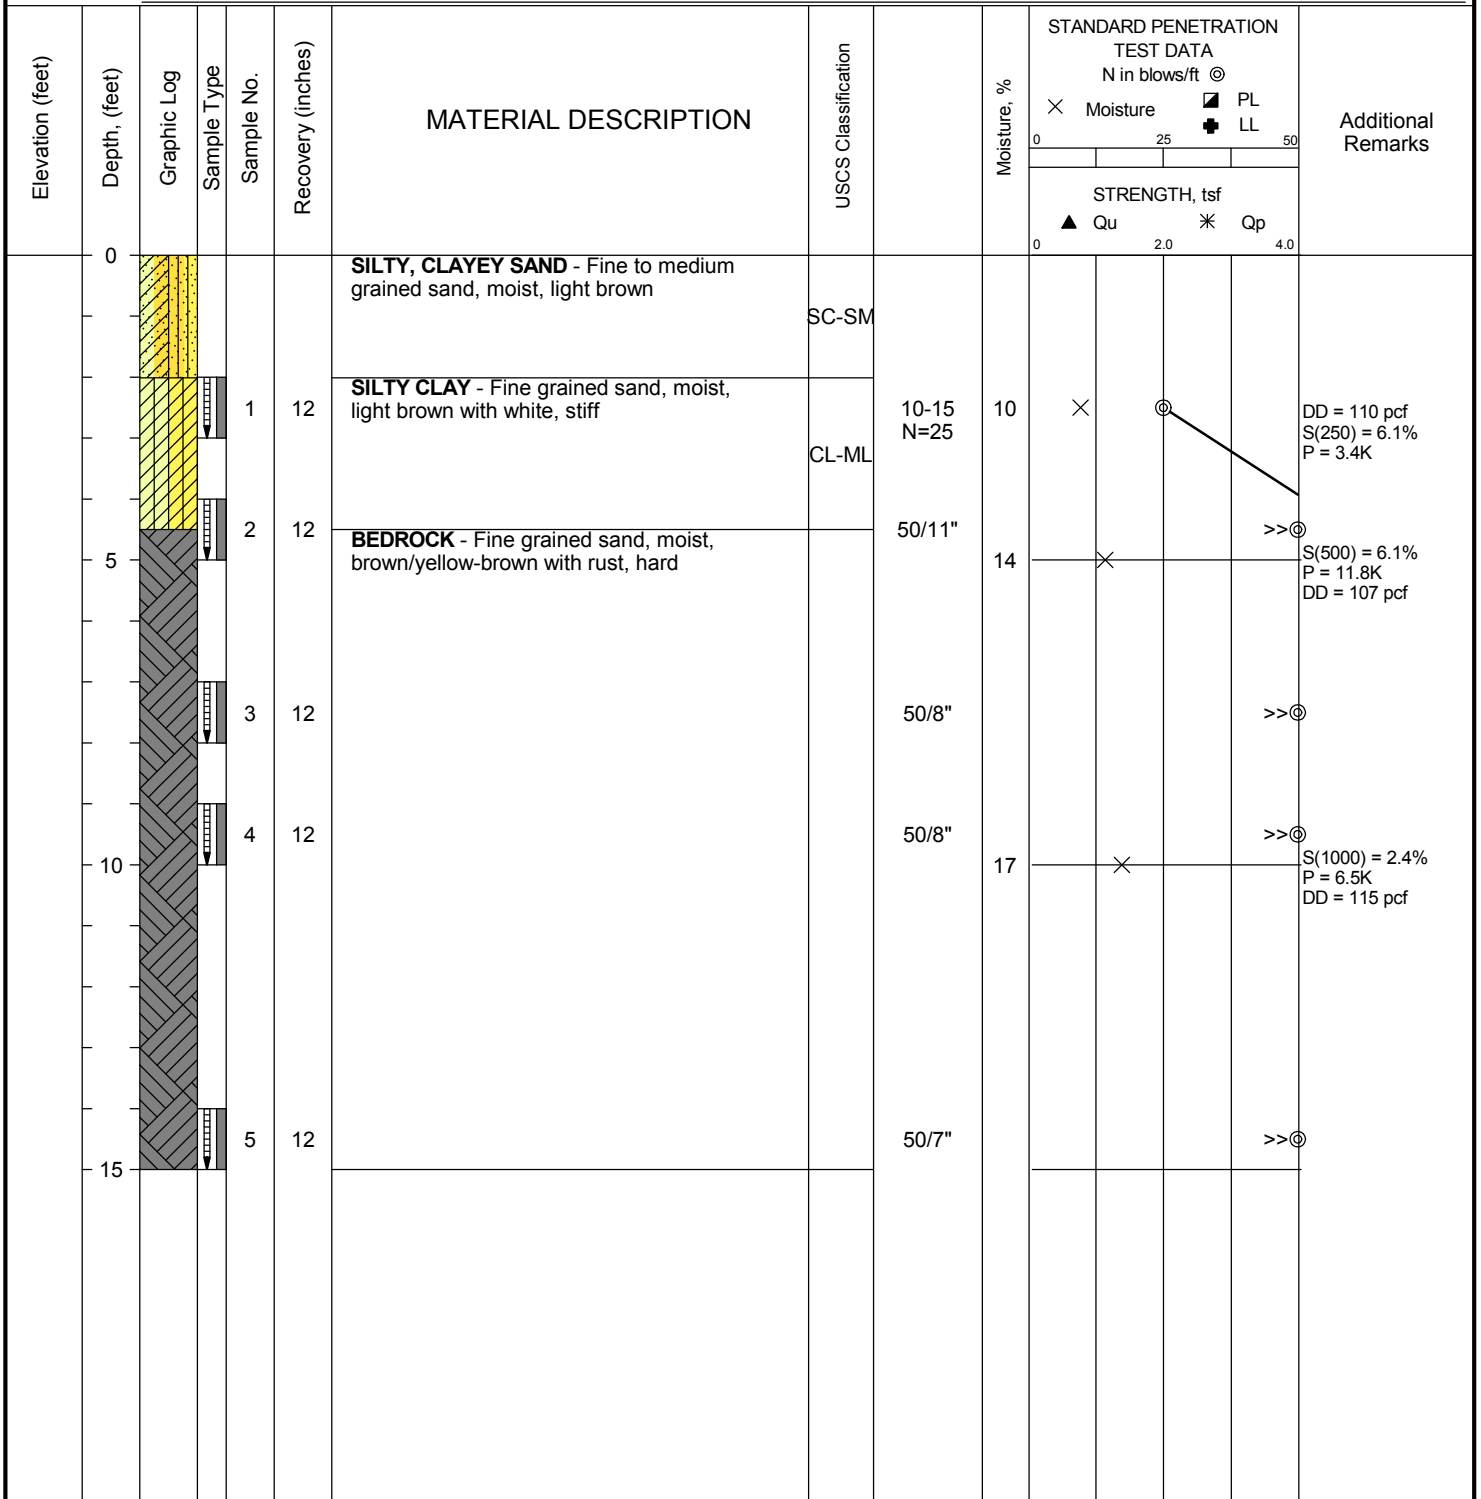 Elevation (feet)
Depth, (feet)
Graphic Log
Sample Type
Sample No.
Recovery (inches)
MATERIAL DESCRIPTION
USCS Classification
Moisture, %
STANDARD PENETRATION
TEST DATA
N in blows/ft
Moisture
PL
LL
0 25 50
STRENGTH, tsf
Qu Qp
0 2.0 4.0
Additional
Remarks
0
SILTY, CLAYEY SAND - Fine to medium
grained sand, moist, light brown
SC-SM
1 12
SILTY CLAY - Fine grained sand, moist,
light brown with white, stiff
CL-ML
10-15
N=25
10
DD = 110 pcf
S(250) = 6.1%
P = 3.4K
2 12
BEDROCK - Fine grained sand, moist,
brown/yellow-brown with rust, hard
50/11"
>>
5
14
S(500) = 6.1%
P = 11.8K
DD = 107 pcf
3 12 50/8" >>
4 12 50/8" >>
10
17
S(1000) = 2.4%
P = 6.5K
DD = 115 pcf
5 12 50/7" >>
15